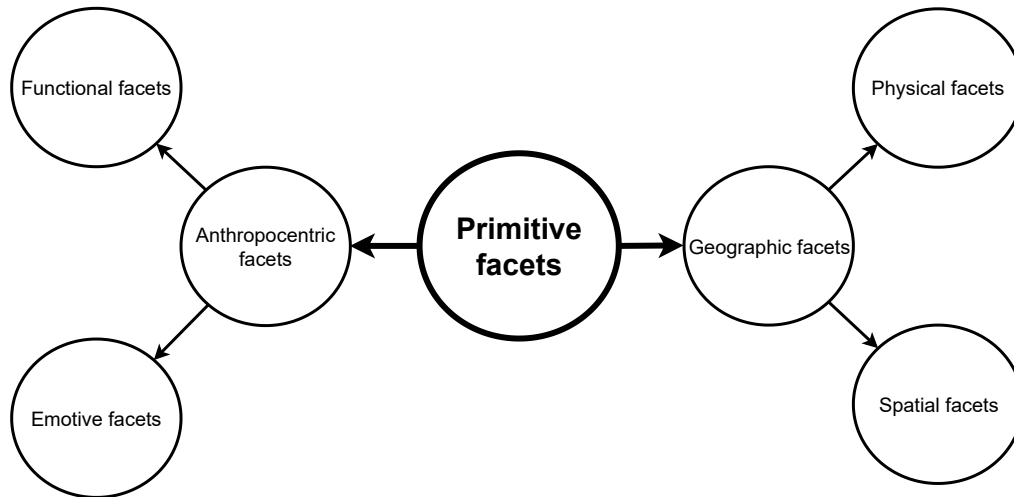 Functional facets
Physical facets
Anthropocentric
facets
Primitive
facets
Geographic facets
Emotive facets
Spatial facets